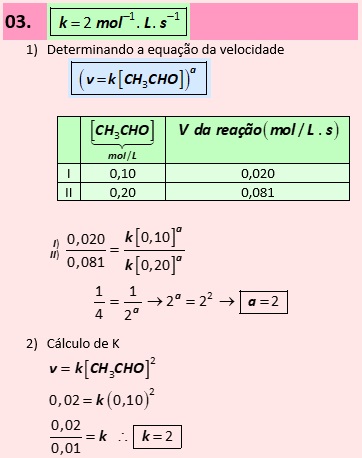 03. k = 2 mol⁻¹. L. s⁻¹
1) Determinando a equação da velocidade
(v = k[CH₃CHO])ᵃ
[CH₃CHO] mol/L V da reação(mol/L.s)
I 0,10 0,020
II 0,20 0,081
I) II) 0,020/0,081 = k[0,10]ᵃ/k[0,20]ᵃ
1/4 = 1/2ᵃ → 2ᵃ = 2² → a = 2
2) Cálculo de K
v = k[CH₃CHO]²
0,02 = k(0,10)²
0,02/0,01 = k ∴ k = 2